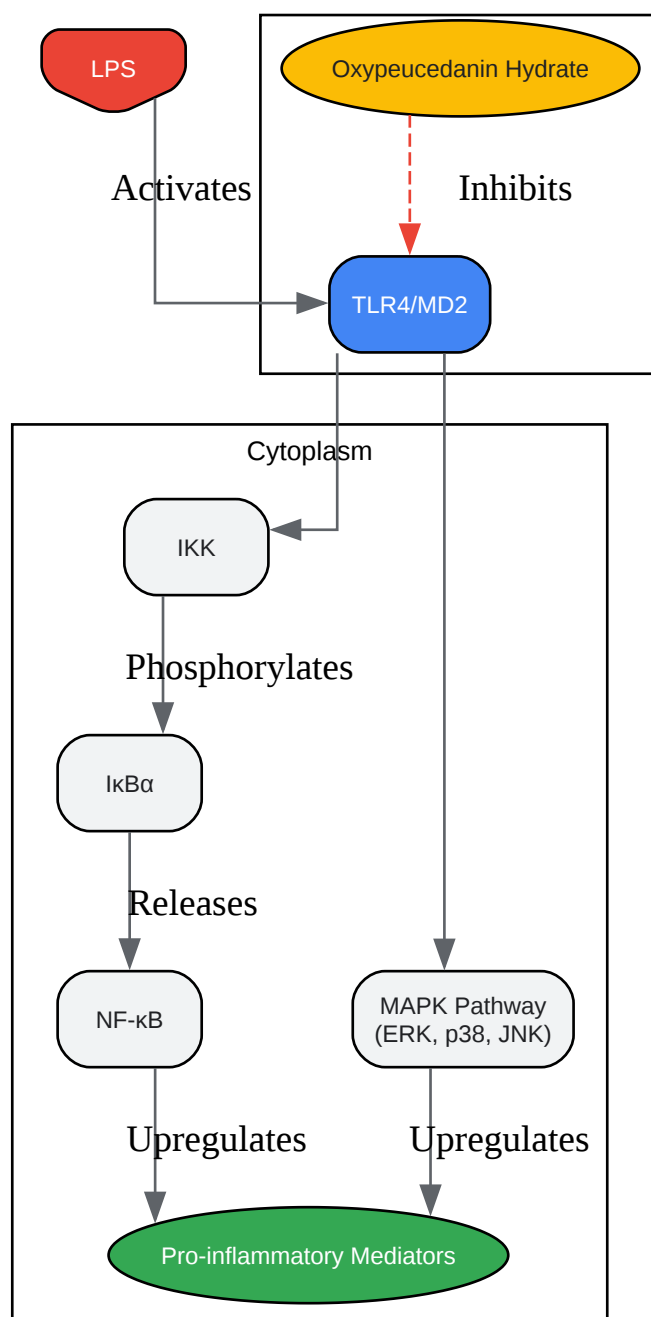 LPS
Oxypeucedanin Hydrate
Activates
Inhibits
TLR4/MD2
Cytoplasm
IKK
Phosphorylates
IκBα
Releases
NF-κB
MAPK Pathway
(ERK, p38, JNK)
Upregulates
Upregulates
Pro-inflammatory Mediators